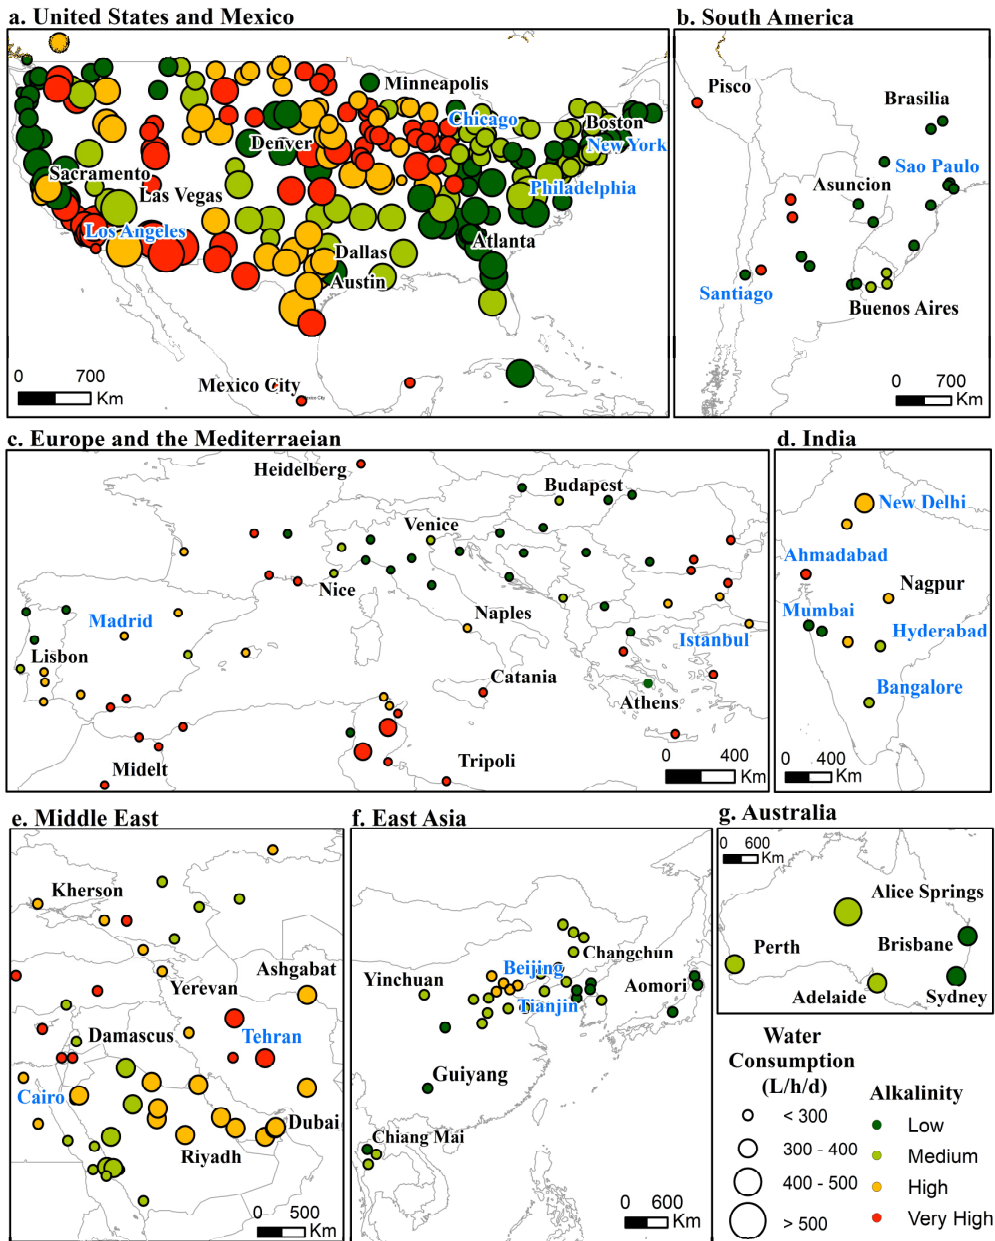 a. United States and Mexico
Minneapolis
Chicago
Boston
New York
Denver
Sacramento
Las Vegas
Philadelphia
Los Angeles
Atlanta
Dallas
Austin
Mexico City
0 700
Km
b. South America
Pisco
Brasilia
Sao Paulo
Asuncion
Santiago
Buenos Aires
0 700
Km
c. Europe and the Mediterraeian
Heidelberg
Budapest
Venice
Nice
Madrid
Naples
Lisbon
Istanbul
Catania
Athens
Tripoli
Midelt
0 400
Km
d. India
New Delhi
Ahmadabad
Nagpur
Mumbai
Hyderabad
Bangalore
0 400
Km
e. Middle East
Kherson
Ashgabat
Yerevan
Damascus
Tehran
Cairo
Dubai
Riyadh
0 500
Km
f. East Asia
Changchun
Beijing
Yinchuan
Tianjin
Aomori
Guiyang
Chiang Mai
0 600
Km
g. Australia
0 600
Km
Alice Springs
Brisbane
Perth
Adelaide
Sydney
Water
Consumption
(L/h/d)
< 300
300 - 400
400 - 500
> 500
Alkalinity
Low
Medium
High
Very High